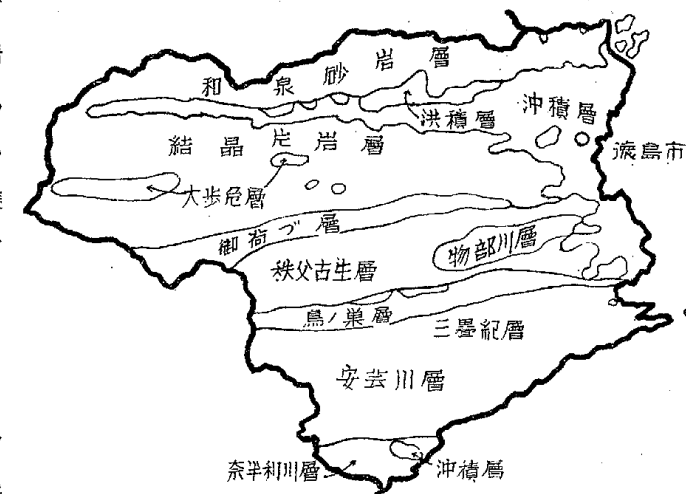 和泉砂岩層
洪積層
沖積層
徳島市
結晶片岩層
大歩危層
御荷づ層
物部川層
秩父古生層
鳥ノ巣層
三畳紀層
安芸川層
奈半利川層
沖積層